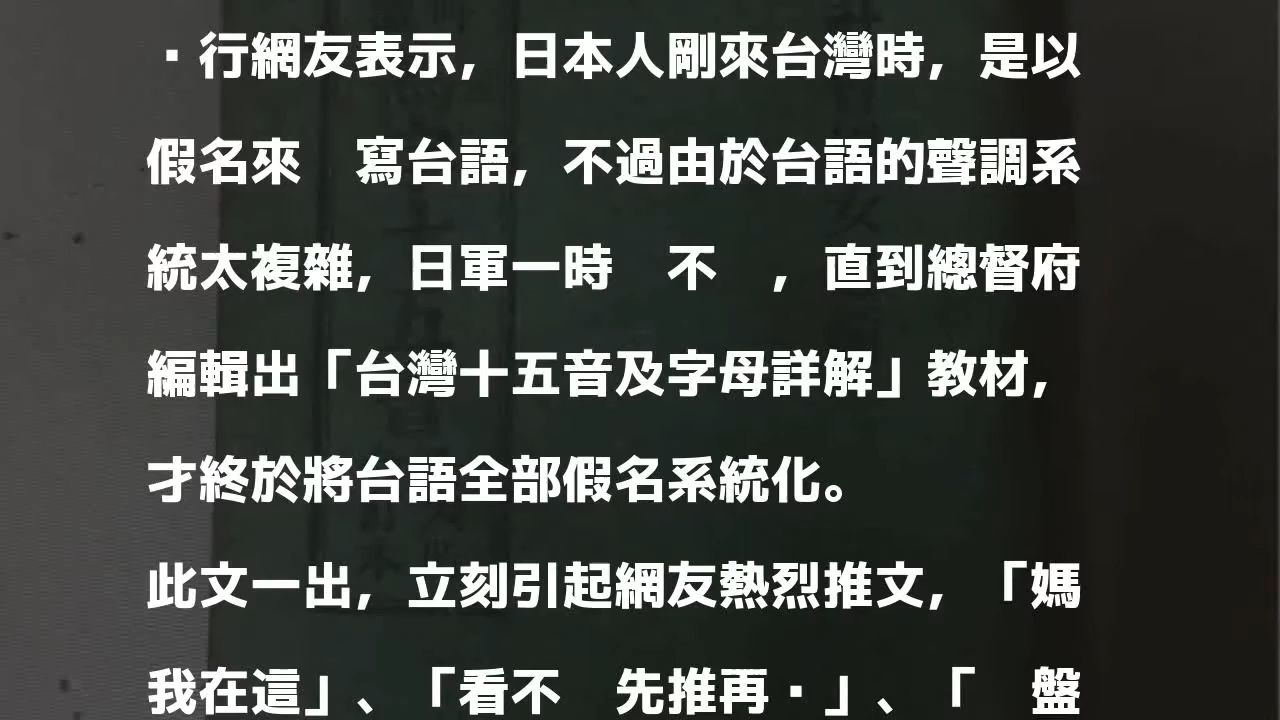 ▪行網友表示，日本人剛來台灣時，是以
假名來　寫台語，不過由於台語的聲調系
統太複雜，日軍一時　不　，直到總督府
編輯出「台灣十五音及字母詳解」教材，
才終於將台語全部假名系統化。
此文一出，立刻引起網友熱烈推文，「媽
我在這」、「看不　先推再▪」、「　盤